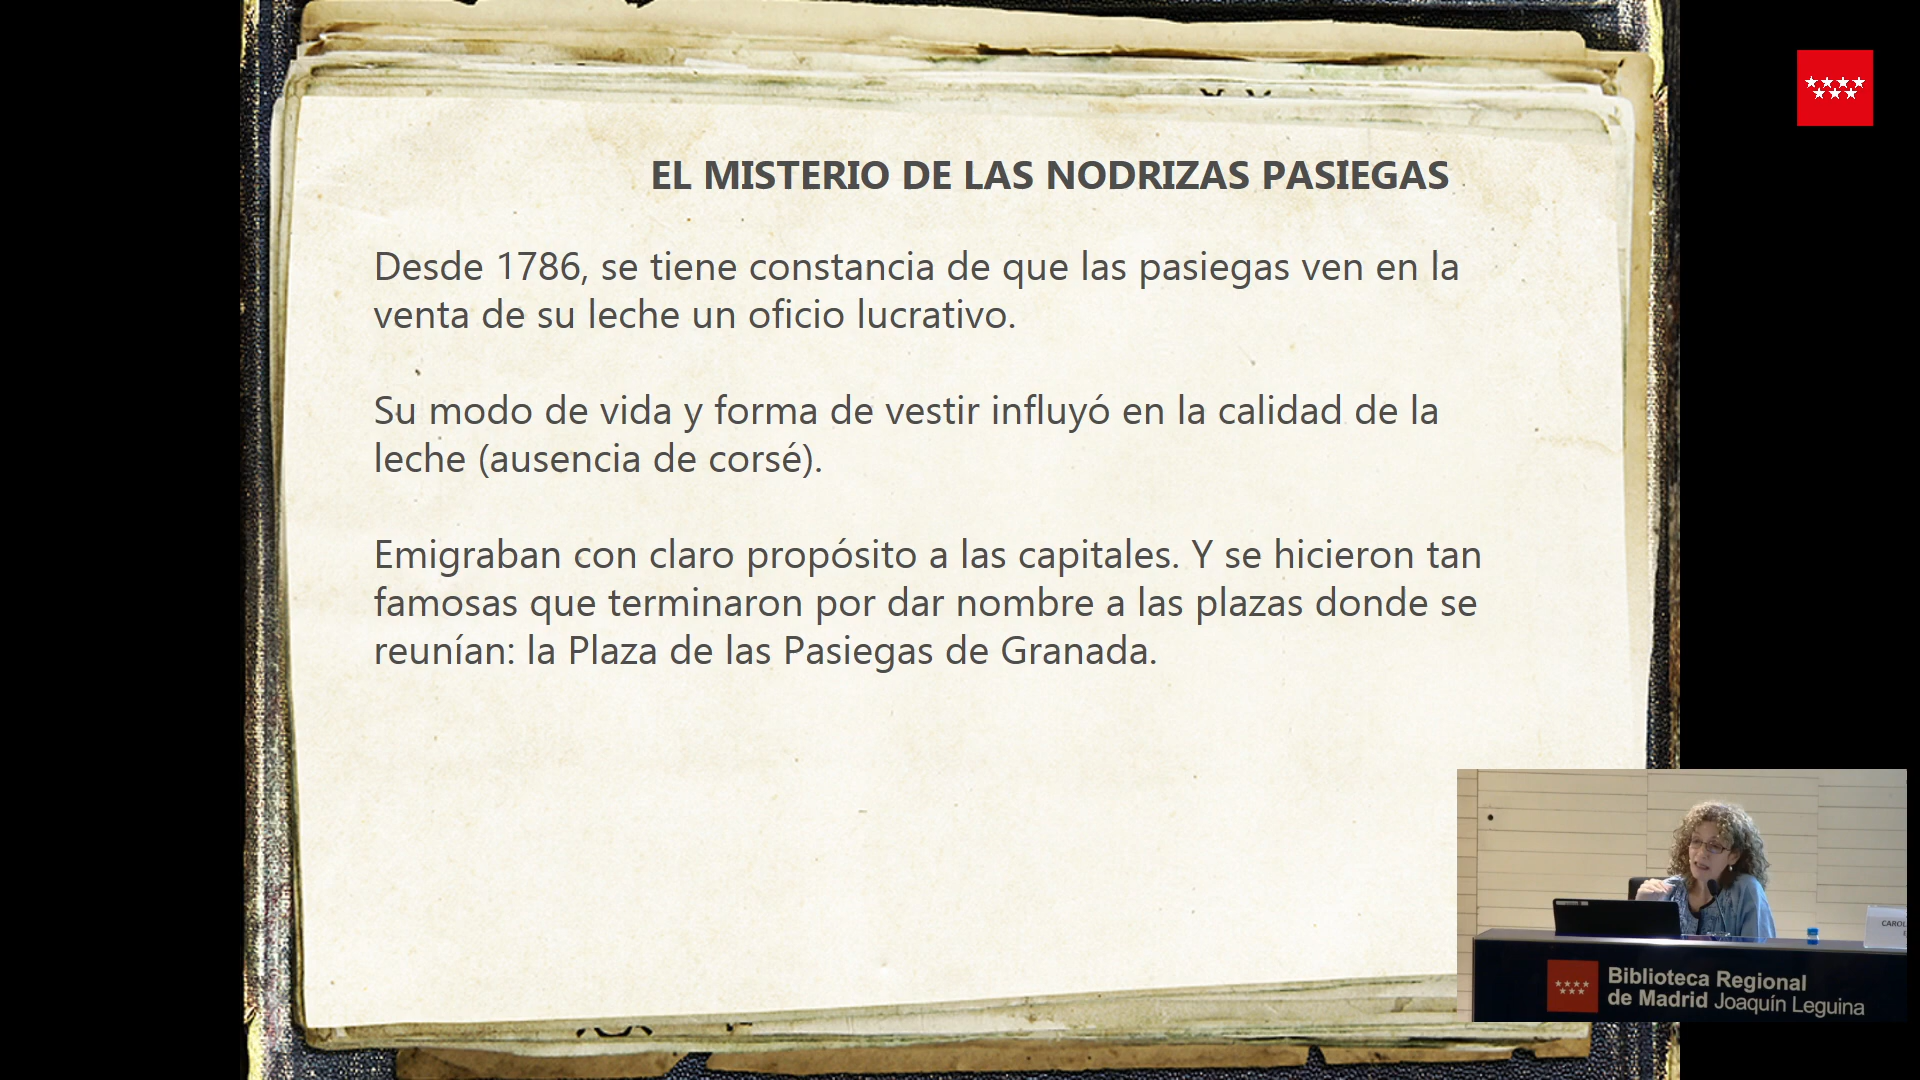 EL MISTERIO DE LAS NODRIZAS PASIEGAS
Desde 1786, se tiene constancia de que las pasiegas ven en la
venta de su leche un oficio lucrativo.
Su modo de vida y forma de vestir influyó en la calidad de la
leche (ausencia de corsé).
Emigraban con claro propósito a las capitales. Y se hicieron tan
famosas que terminaron por dar nombre a las plazas donde se
reunían: la Plaza de las Pasiegas de Granada.
Biblioteca Regional
de Madrid Joaquín Leguina